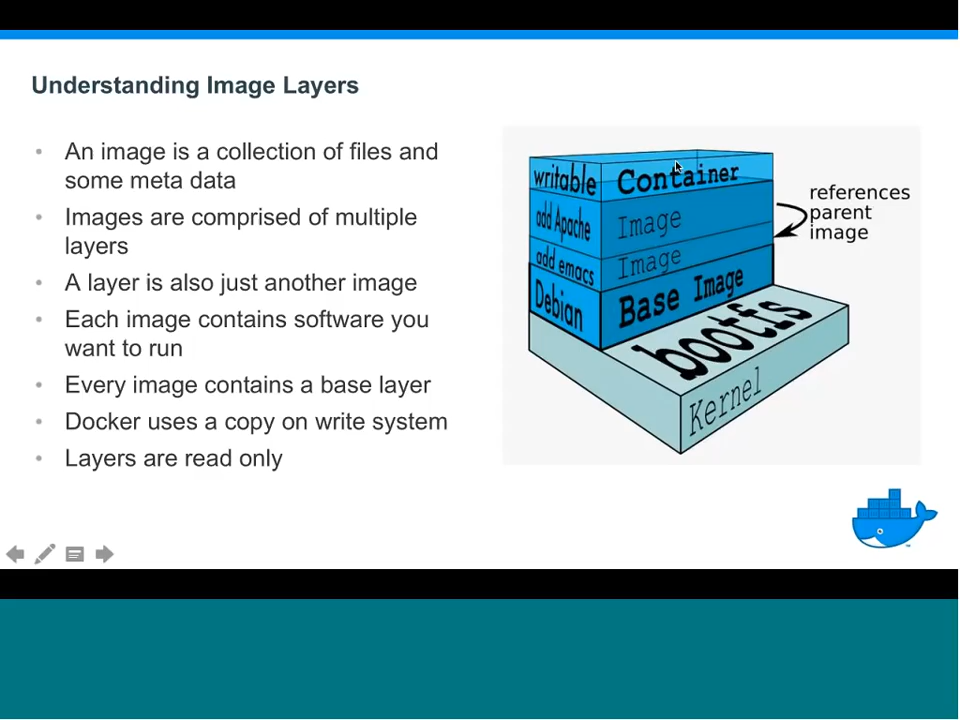 Understanding Image Layers
• An image is a collection of files and
some meta data
• Images are comprised of multiple
layers
• A layer is also just another image
• Each image contains software you
want to run
• Every image contains a base layer
• Docker uses a copy on write system
• Layers are read only
writable Container
add Apache Image
add emacs Image
Debian Base Image
bootfs
Kernel
references
parent
image